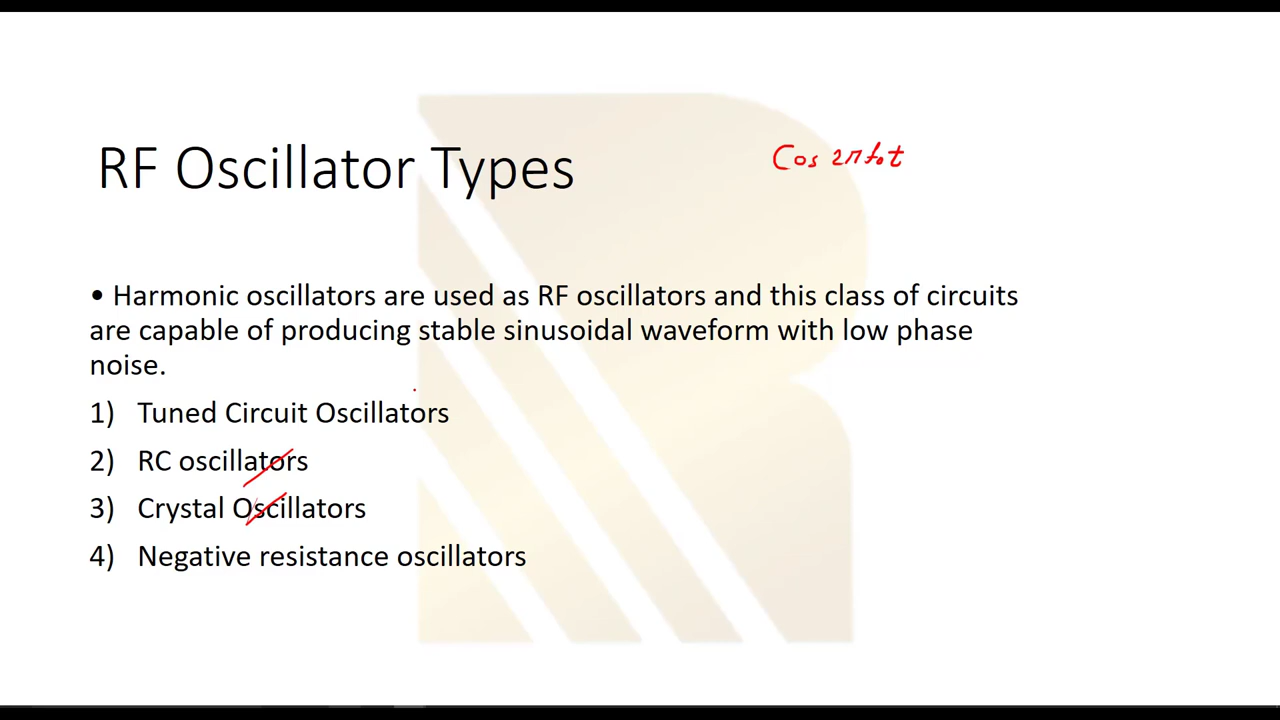 RF Oscillator Types
Cos 2πf₀t
• Harmonic oscillators are used as RF oscillators and this class of circuits
are capable of producing stable sinusoidal waveform with low phase
noise.
1) Tuned Circuit Oscillators
2) RC oscillators
3) Crystal Oscillators
4) Negative resistance oscillators